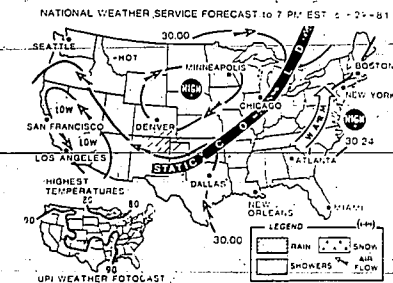 NATIONAL WEATHER SERVICE FORECAST to 7 PM EST
30.00
SEATTLE
HOT
MINNEAPOLIS
HIGH
COLD
BOSTON
NEW YORK
CHICAGO
HIGH
30.24
LOW
SAN FRANCISCO
DENVER
WARM
LOW
LOS ANGELES
STATIC
ATLANTA
DALLAS
HIGHEST
TEMPERATURES
80
90
NEW
ORLEANS
MIAMI
30.00
LEGEND
RAIN
SNOW
SHOWERS
AIR
FLOW
90
UPI WEATHER FOTOCAST